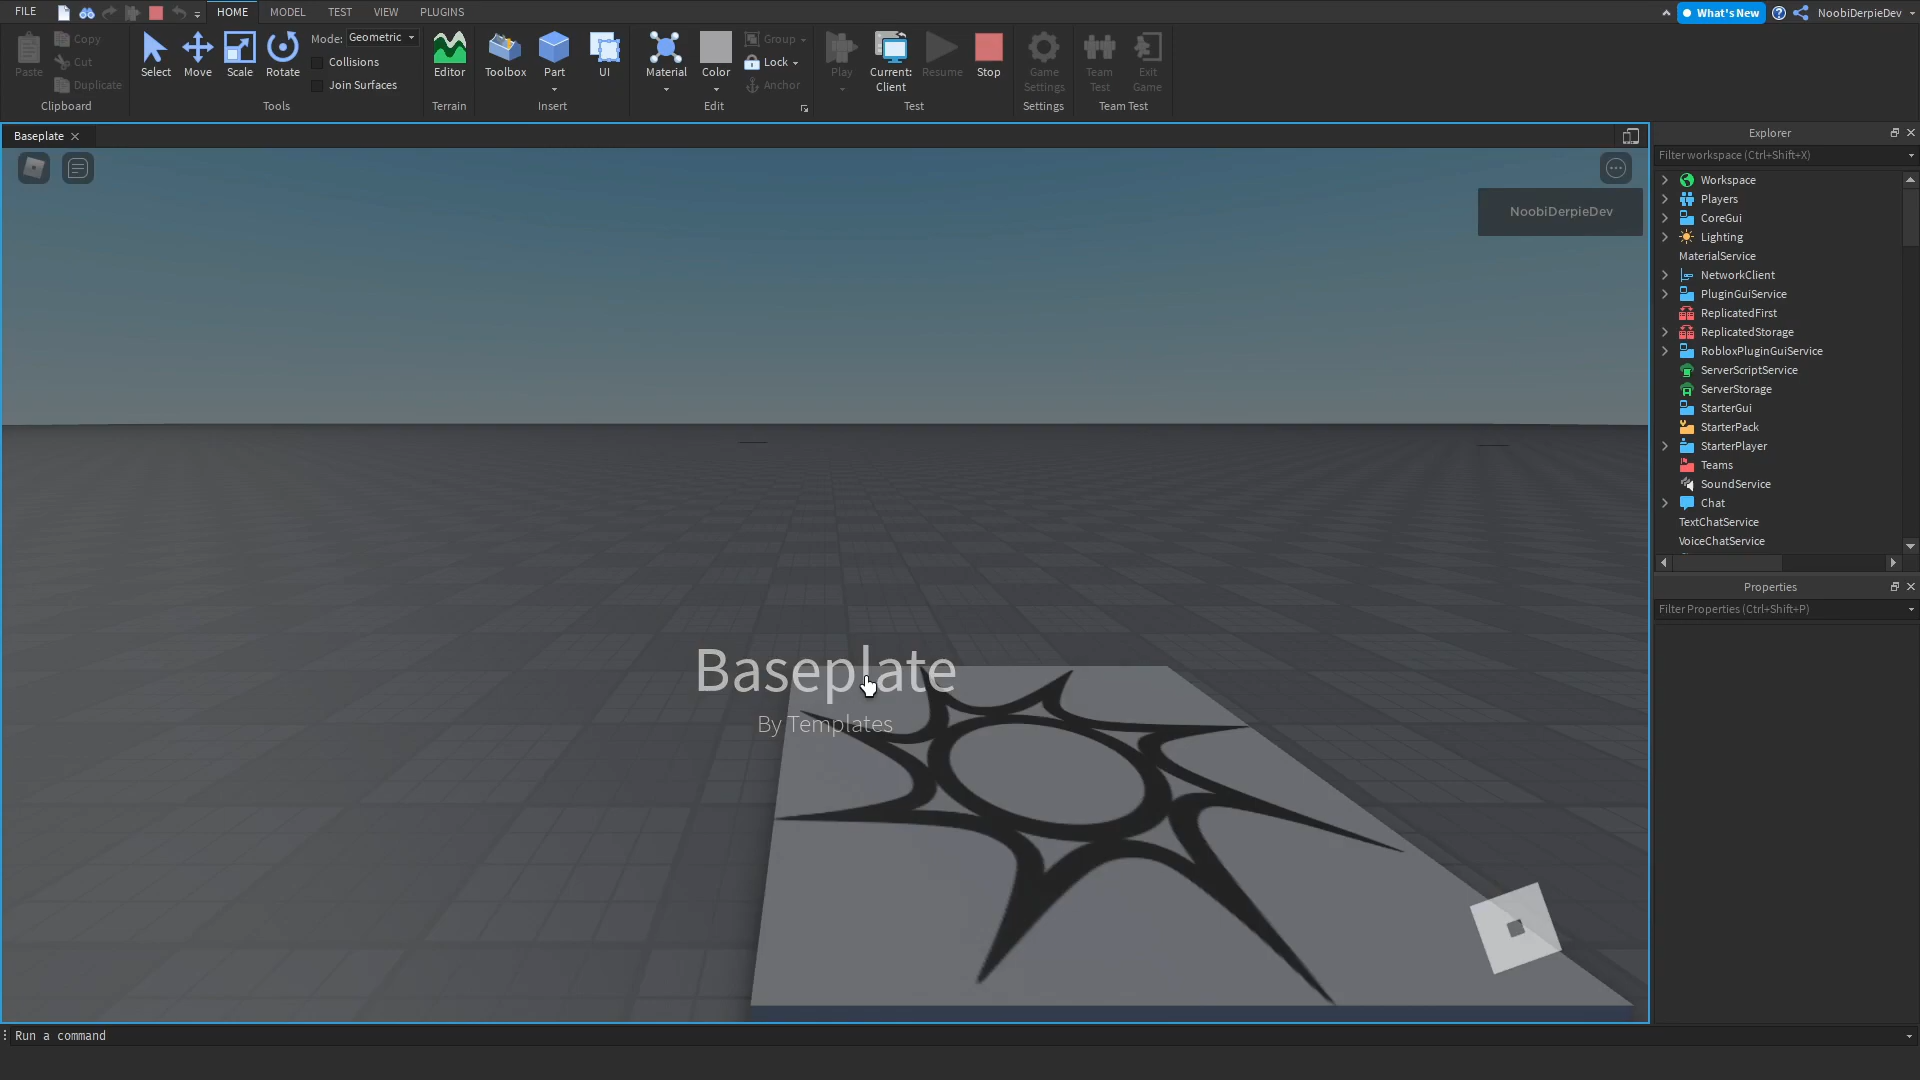 FILE
HOME
MODEL
TEST
VIEW
PLUGINS
What's New
NoobiDerpieDev
Paste
Copy
Cut
Duplicate
Clipboard
Select
Move
Scale
Rotate
Mode: Geometric
Collisions
Join Surfaces
Tools
Editor
Terrain
Toolbox
Part
UI
Insert
Material
Color
Group
Lock
Anchor
Edit
Play
Current:
Client
Resume
Stop
Test
Game
Settings
Settings
Team
Test
Exit
Game
Team Test
Baseplate
NoobiDerpieDev
Baseplate
By Templates
Explorer
Filter workspace (Ctrl+Shift+X)
Workspace
Players
CoreGui
Lighting
MaterialService
NetworkClient
PluginGuiService
ReplicatedFirst
ReplicatedStorage
RobloxPluginGuiService
ServerScriptService
ServerStorage
StarterGui
StarterPack
StarterPlayer
Teams
SoundService
Chat
TextChatService
VoiceChatService
Properties
Filter Properties (Ctrl+Shift+P)
Run a command